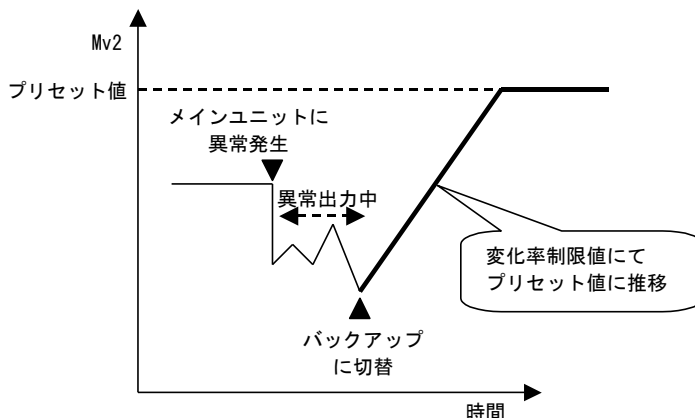 Mv2
プリセット値
メインユニットに
異常発生
異常出力中
変化率制限値にて
プリセット値に推移
バックアップ
に切替
時間